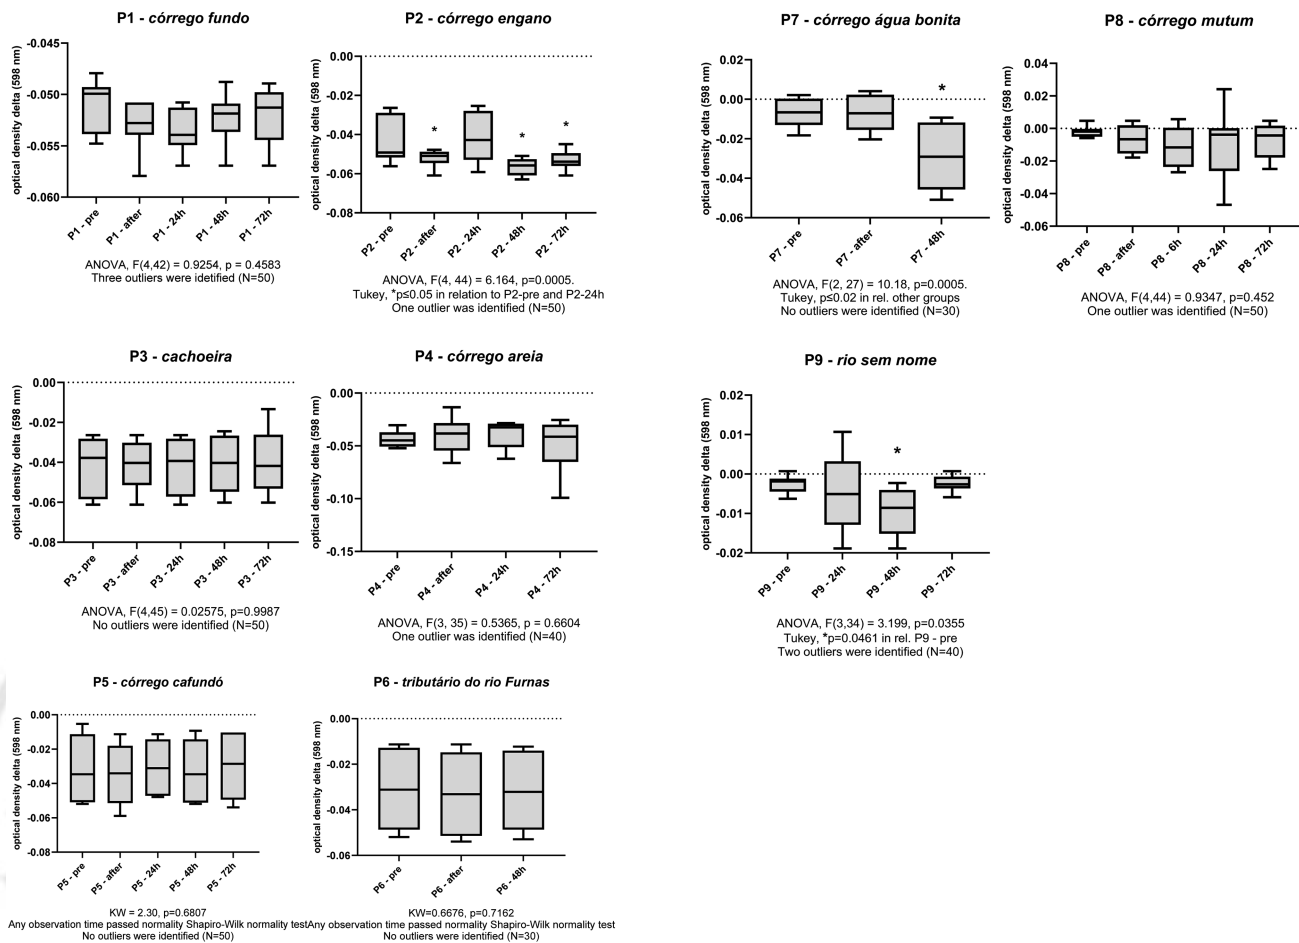 P1 - córrego fundo
optical density delta (598 nm)
-0.045
-0.050
-0.055
-0.060
P1 - pre
P1 - after
P1 - 24h
P1 - 48h
P1 - 72h
ANOVA, F(4,42) = 0.9254, p = 0.4583
Three outliers were idetified (N=50)
P2 - córrego engano
optical density delta (598 nm)
0.00
-0.02
-0.04
-0.06
-0.08
*
*
*
P2 - pre
P2 - after
P2 - 24h
P2 - 48h
P2 - 72h
ANOVA, F(4, 44) = 6.164, p=0.0005.
Tukey, *p≤0.05 in relation to P2-pre and P2-24h
One outlier was identified (N=50)
P7 - córrego água bonita
optical density delta (598 nm)
0.02
0.00
-0.02
-0.04
-0.06
*
P7 - pre
P7 - after
P7 - 48h
ANOVA, F(2, 27) = 10.18, p=0.0005.
Tukey, p≤0.02 in rel. other groups
No outliers were identified (N=30)
P8 - córrego mutum
optical density delta (598 nm)
0.04
0.02
0.00
-0.02
-0.04
-0.06
P8 - pre
P8 - after
P8 - 6h
P8 - 24h
P8 - 72h
ANOVA, F(4,44) = 0.9347, p=0.452
One outlier was identified (N=50)
P3 - cachoeira
optical density delta (598 nm)
0.00
-0.02
-0.04
-0.06
-0.08
P3 - pre
P3 - after
P3 - 24h
P3 - 48h
P3 - 72h
ANOVA, F(4,45) = 0.02575, p=0.9987
No outliers were identified (N=50)
P4 - córrego areia
optical density delta (598 nm)
0.00
-0.05
-0.10
-0.15
P4 - pre
P4 - after
P4 - 24h
P4 - 72h
ANOVA, F(3, 35) = 0.5365, p = 0.6604
One outlier was identified (N=40)
P9 - rio sem nome
optical density delta (598 nm)
0.02
0.01
0.00
-0.01
-0.02
*
P9 - pre
P9 - 24h
P9 - 48h
P9 - 72h
ANOVA, F(3,34) = 3.199, p=0.0355
Tukey, *p=0.0461 in rel. P9 - pre
Two outliers were identified (N=40)
P5 - córrego cafundó
optical density delta (598 nm)
0.00
-0.02
-0.04
-0.06
-0.08
P5 - pre
P5 - after
P5 - 24h
P5 - 48h
P5 - 72h
KW = 2.30, p=0.6807
Any observation time passed normality Shapiro-Wilk normality test
No outliers were identified (N=50)
P6 - tributário do rio Furnas
optical density delta (598 nm)
0.00
-0.02
-0.04
-0.06
P6 - pre
P6 - after
P6 - 48h
KW=0.6676, p=0.7162
Any observation time passed normality Shapiro-Wilk normality test
No outliers were identified (N=30)